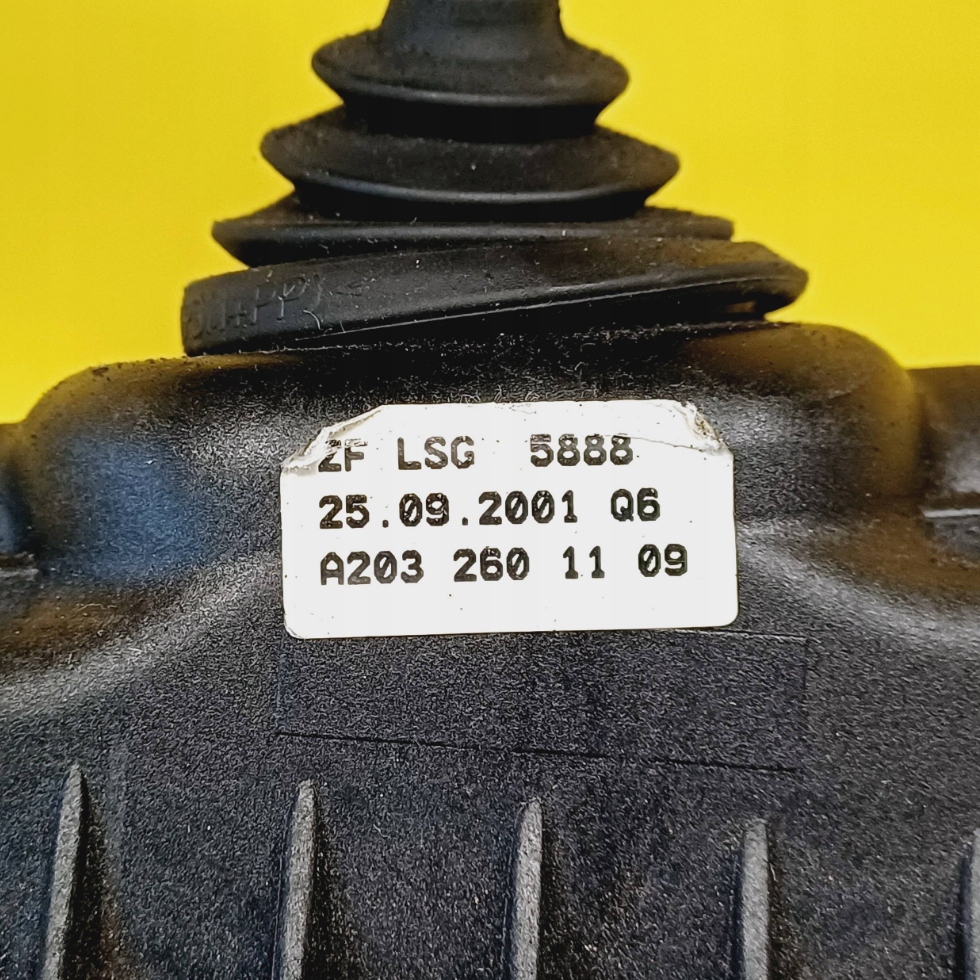 ZF LSG 5888
25.09.2001 Q6
A203 260 11 09